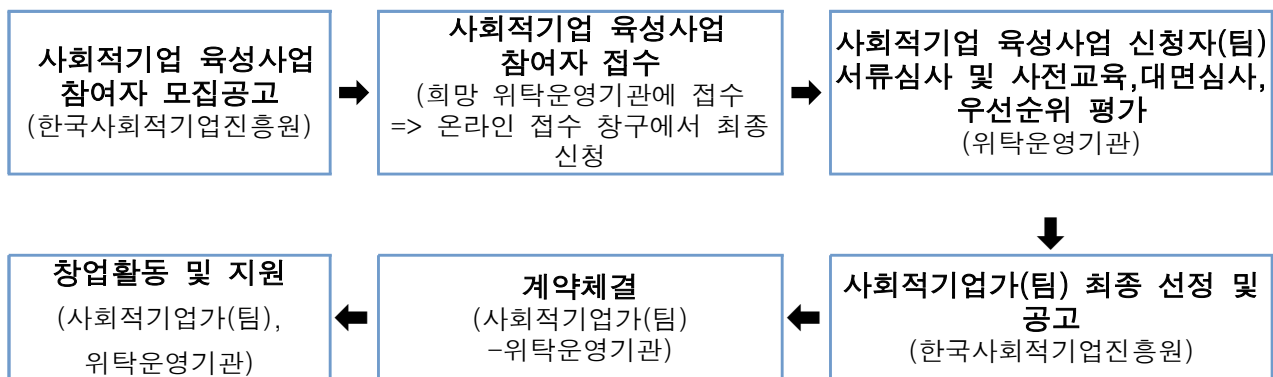 사회적기업 육성사업
참여자 모집공고
(한국사회적기업진흥원)
사회적기업 육성사업
참여자 접수
(희망 위탁운영기관에 접수
=> 온라인 접수 창구에서 최종
신청
사회적기업 육성사업 신청자(팀)
서류심사 및 사전교육,대면심사,
우선순위 평가
(위탁운영기관)
사회적기업가(팀) 최종 선정 및
공고
(한국사회적기업진흥원)
계약체결
(사회적기업가(팀)
-위탁운영기관)
창업활동 및 지원
(사회적기업가(팀),
위탁운영기관)